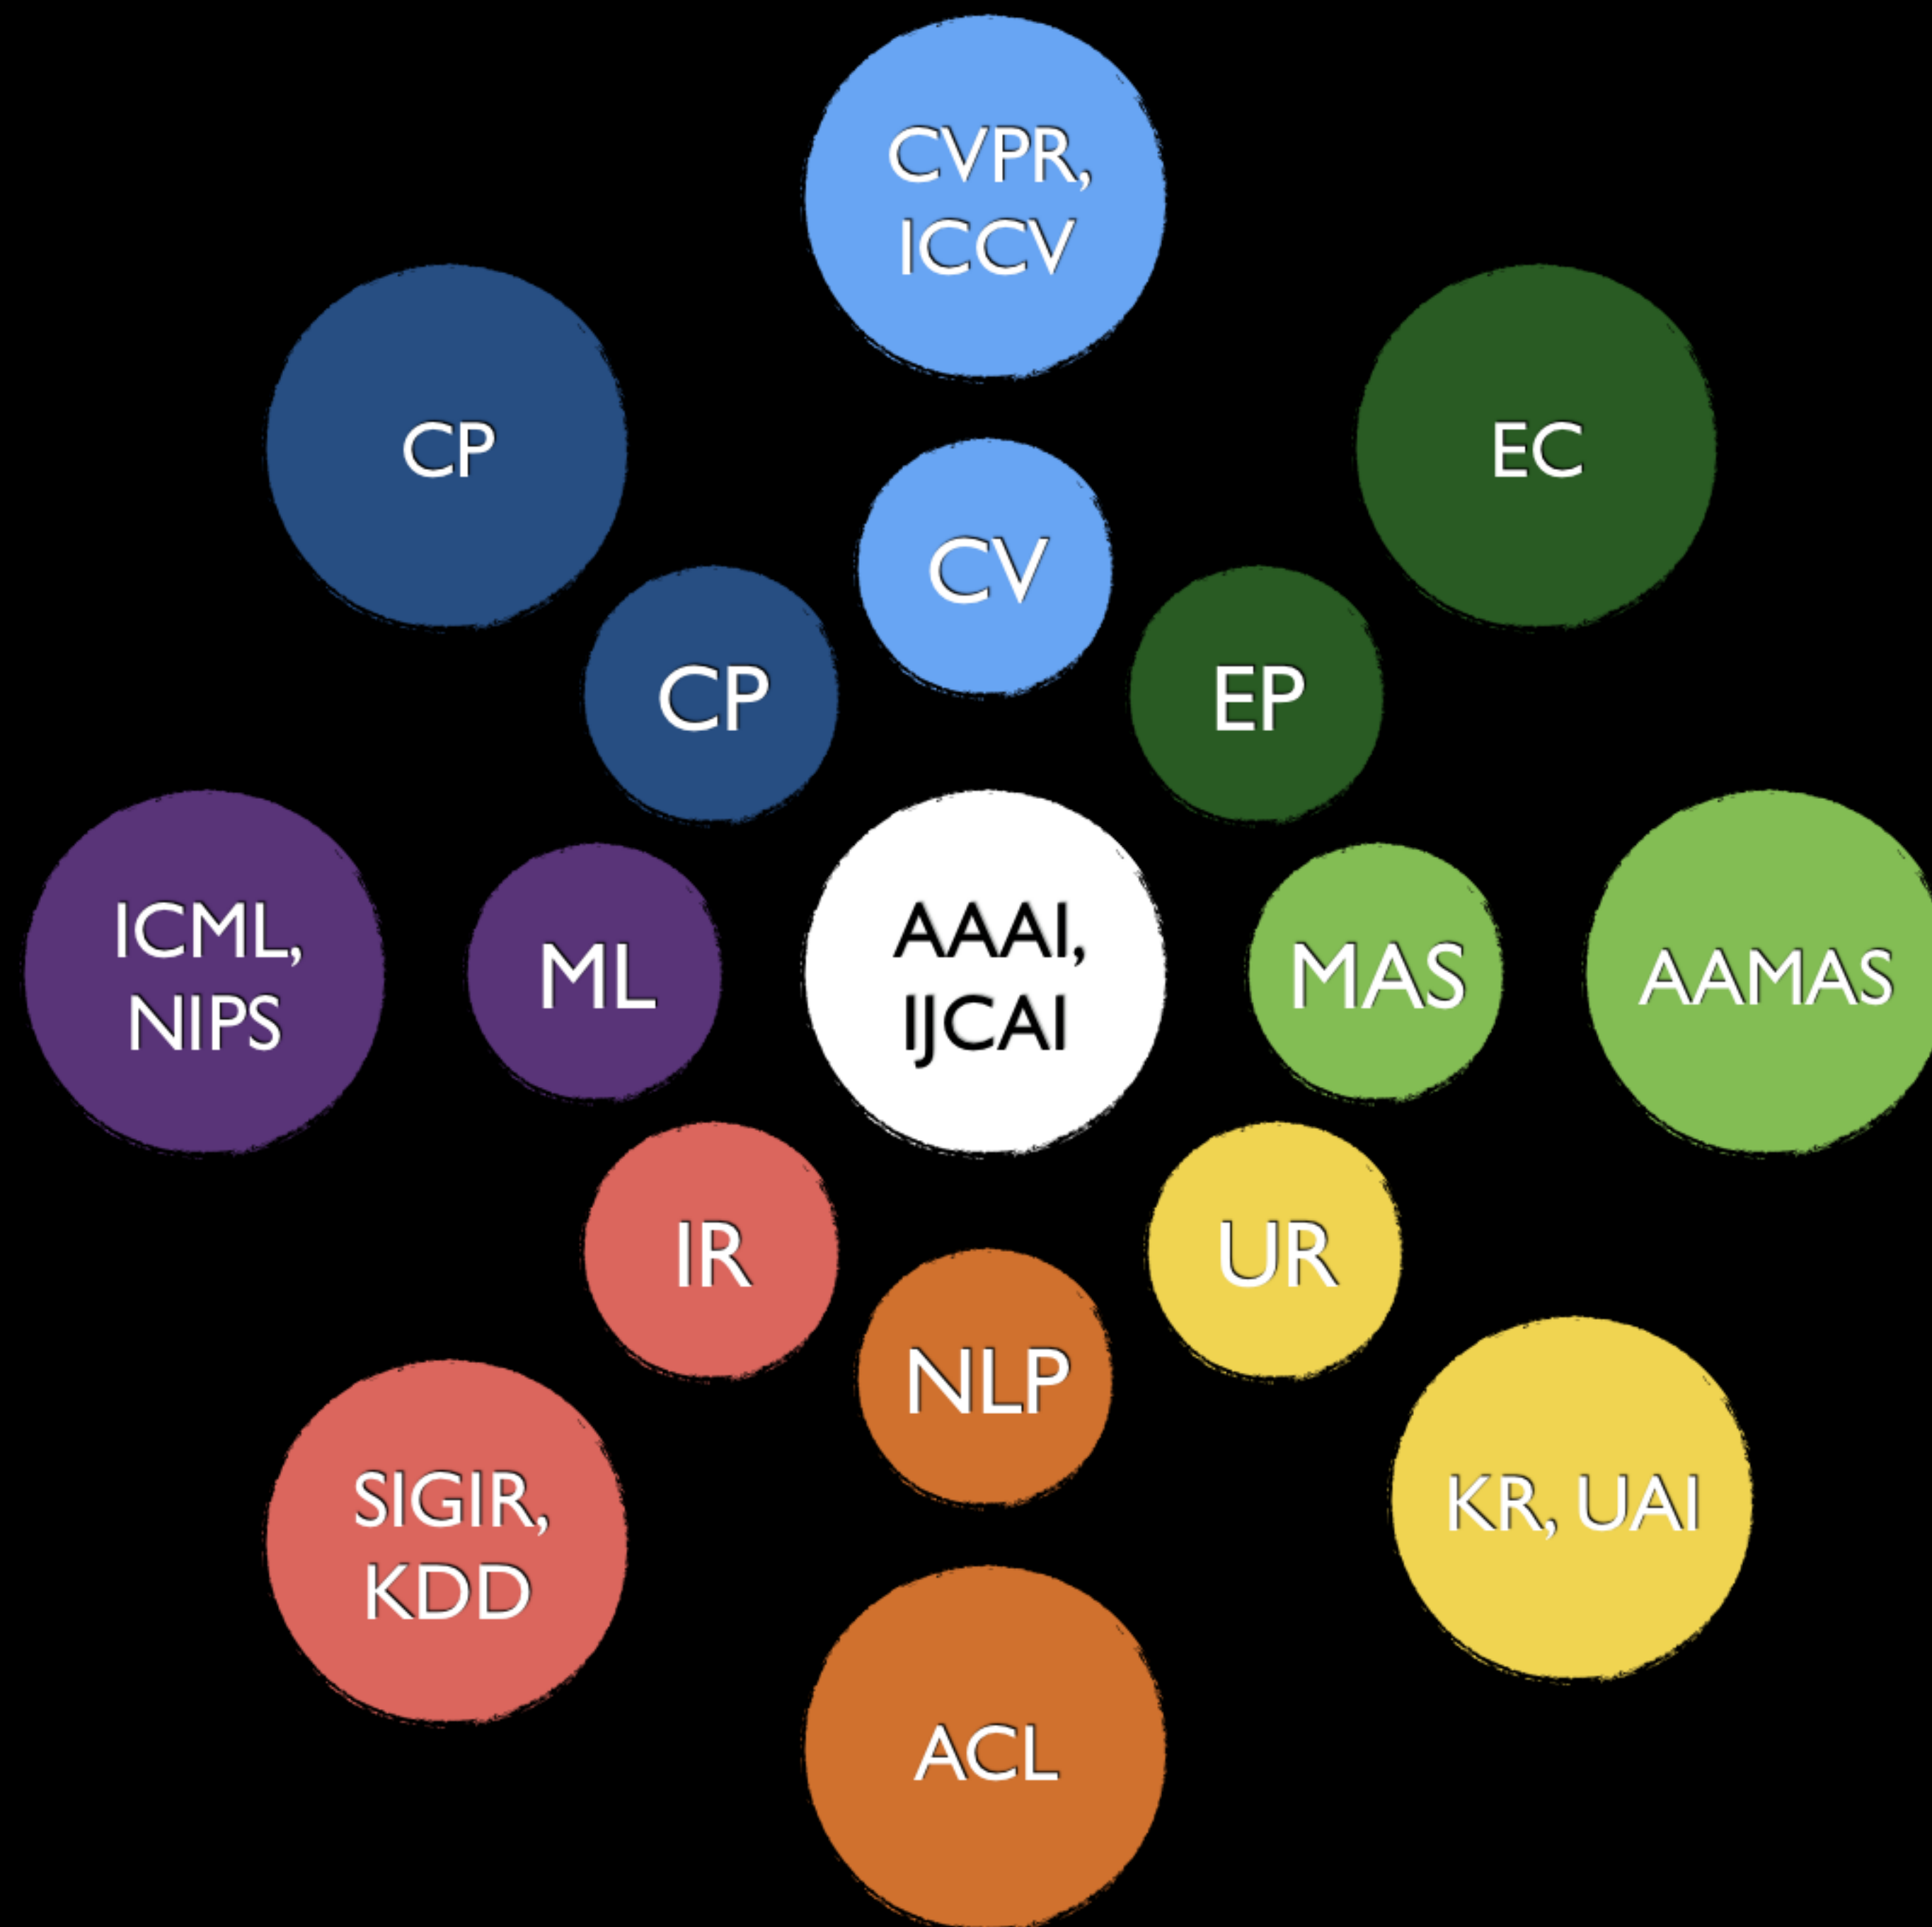 CVPR,
ICCV
CP
EC
CV
CP
EP
ICML,
NIPS
ML
AAAI,
IJCAI
MAS
AAMAS
IR
UR
NLP
SIGIR,
KDD
KR, UAI
ACL